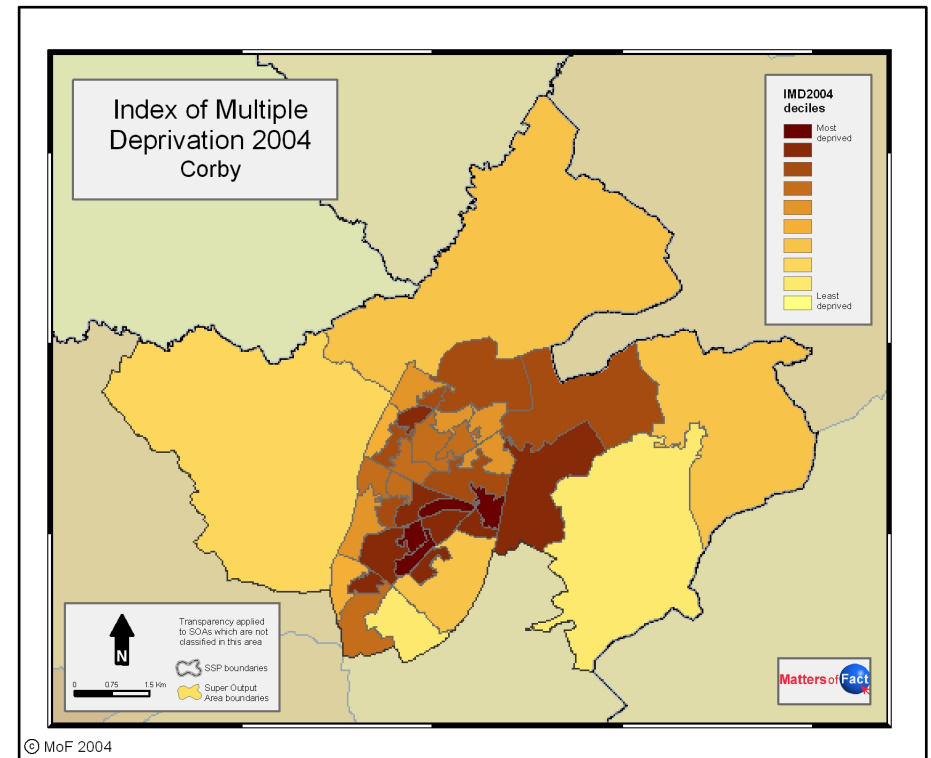 Index of Multiple
Deprivation 2004
Corby
IMD2004
deciles
Most
deprived
Least
deprived
Transparency applied
to SOAs which are not
classified in this area
SSP boundaries
Super Output
Area boundaries
N
0 0.75 1.5 Km
Matters of Fact
© MoF 2004